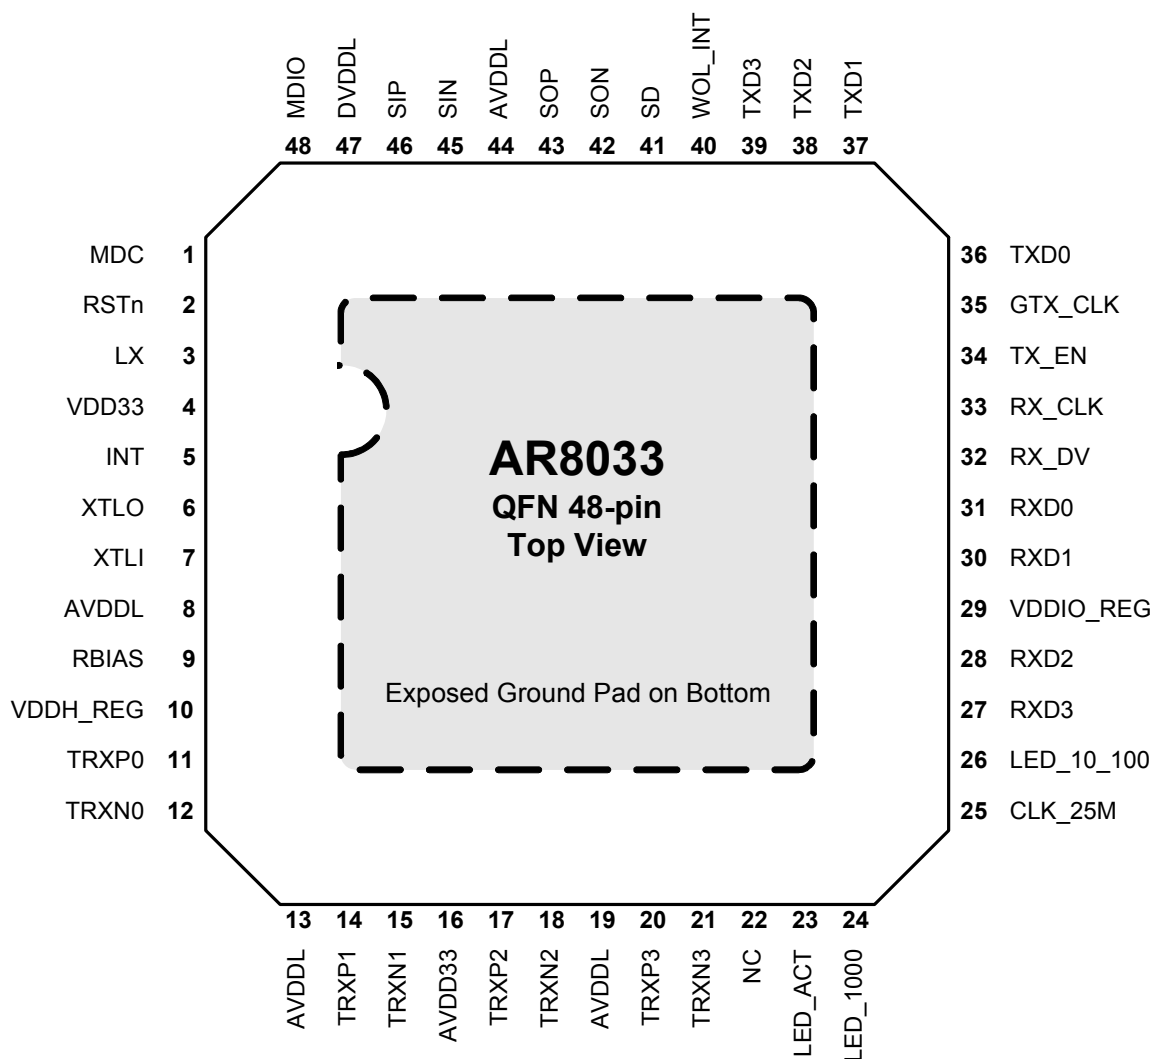 MDIO
DVDDL
SIP
SIN
AVDDL
SOP
SON
SD
WOL_INT
TXD3
TXD2
TXD1
48 47 46 45 44 43 42 41 40 39 38 37
MDC 1
RSTn 2
LX 3
VDD33 4
INT 5
XTLO 6
XTLI 7
AVDDL 8
RBIAS 9
VDDH_REG 10
TRXP0 11
TRXN0 12
AR8033
QFN 48-pin
Top View
Exposed Ground Pad on Bottom
36 TXD0
35 GTX_CLK
34 TX_EN
33 RX_CLK
32 RX_DV
31 RXD0
30 RXD1
29 VDDIO_REG
28 RXD2
27 RXD3
26 LED_10_100
25 CLK_25M
13 14 15 16 17 18 19 20 21 22 23 24
AVDDL
TRXP1
TRXN1
AVDD33
TRXP2
TRXN2
AVDDL
TRXP3
TRXN3
NC
LED_ACT
LED_1000